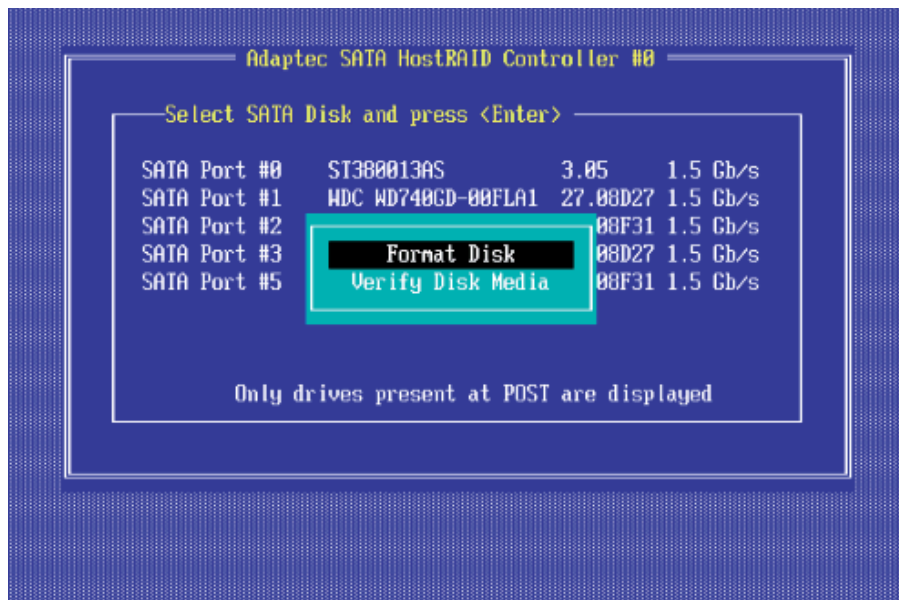 Adaptec SATA HostRAID Controller #0
Select SATA Disk and press <Enter>
SATA Port #0 ST380013AS 3.05 1.5 Gb/s
SATA Port #1 WDC WD740GD-00FLA1 27.08D27 1.5 Gb/s
SATA Port #2 08F31 1.5 Gb/s
SATA Port #3 08D27 1.5 Gb/s
SATA Port #5 08F31 1.5 Gb/s
Format Disk
Verify Disk Media
Only drives present at POST are displayed